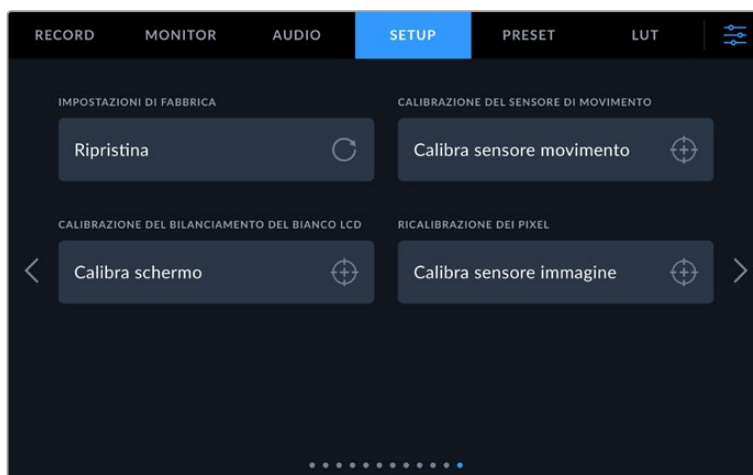 RECORD MONITOR AUDIO SETUP PRESET LUT
IMPOSTAZIONI DI FABBRICA CALIBRAZIONE DEL SENSORE DI MOVIMENTO
Ripristina Calibra sensore movimento
CALIBRAZIONE DEL BILANCIAMENTO DEL BIANCO LCD RICALIBRAZIONE DEI PIXEL
Calibra schermo Calibra sensore immagine